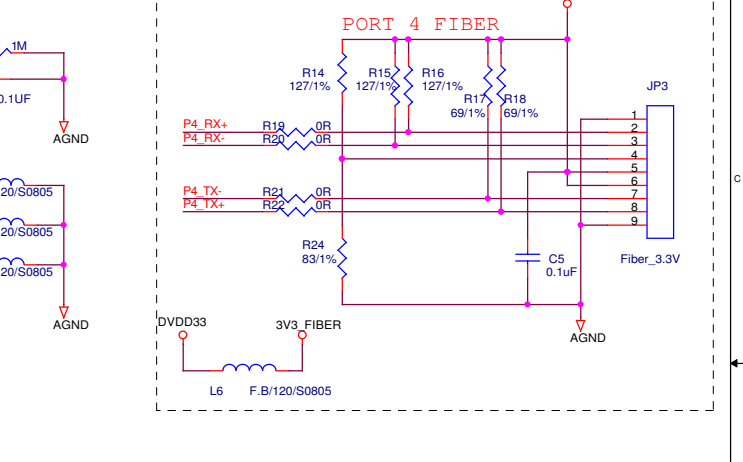 PORT 4 FIBER
1M
0.1UF
AGND
R14
127/1%
R15
127/1%
R16
127/1%
R17
69/1%
R18
69/1%
JP3
P4_RX+
R19
0R
P4_RX-
R20
0R
1
2
3
4
5
6
7
8
9
C
20/S0805
P4_TX-
R21
0R
P4_TX+
R22
0R
20/S0805
R24
83/1%
C5
0.1uF
Fiber_3.3V
20/S0805
AGND
DVDD33
3V3_FIBER
AGND
L6
F.B/120/S0805